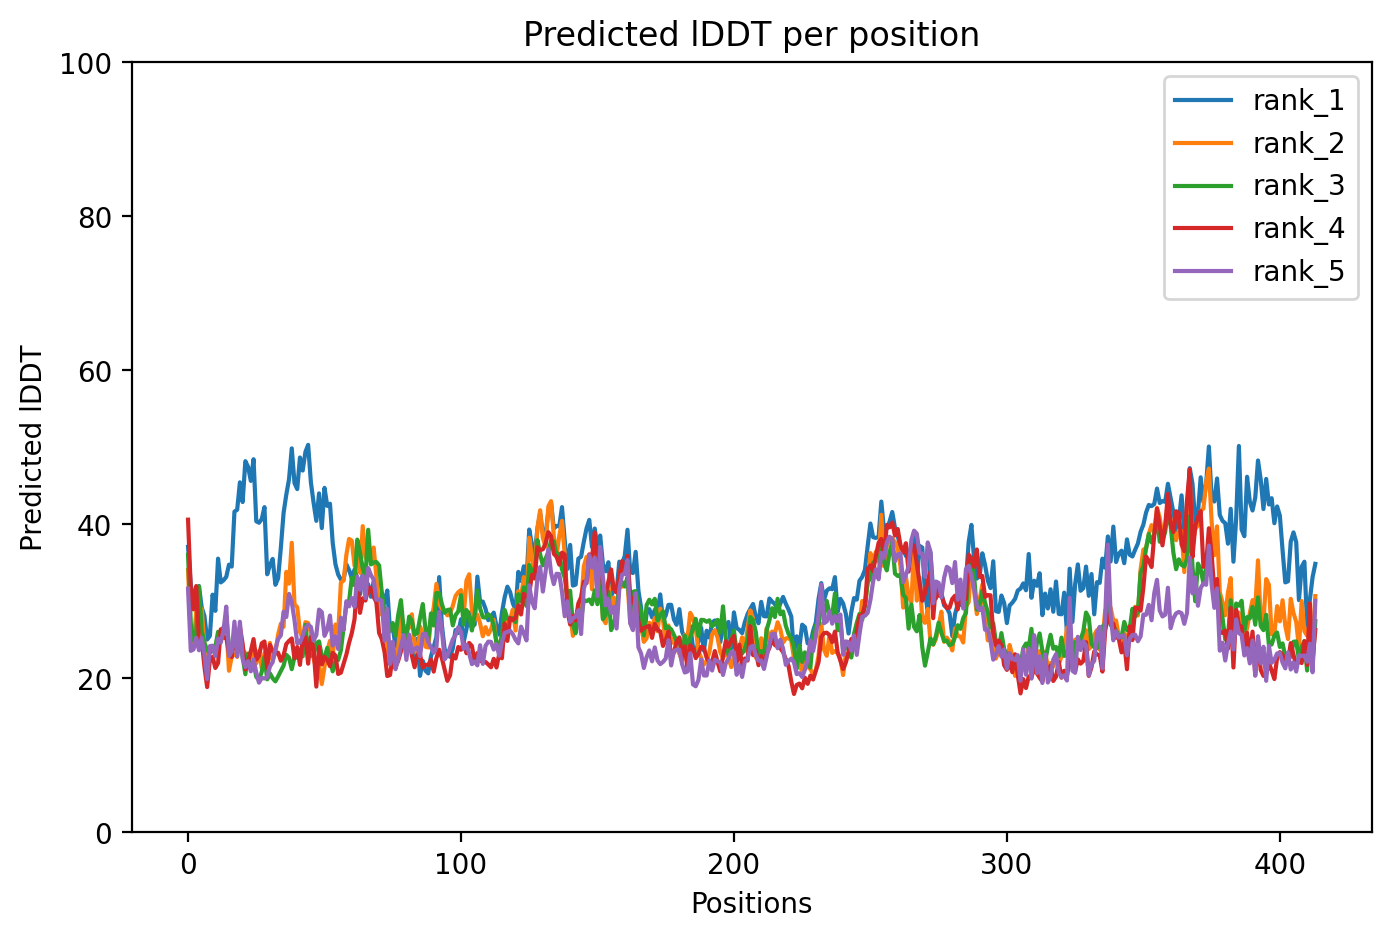 Predicted lDDT per position
100
80
60
40
20
0
Predicted lDDT
0 100 200 300 400
Positions
rank_1
rank_2
rank_3
rank_4
rank_5